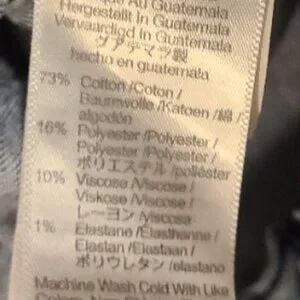 Au Guatemala
Hergestellt In Guatemala
Vervaardigd In Guntemala
グアテマラ製
hecho en guatemala
73% Cotton /Coton /
Baumwolle /Katoen /綿 /
algodón
16% Polyester /Polyester /
Polyester /Polyester /
ポリエステル /poliéster
10% Viscose /Viscose /
Viskose /Viscose /
レーヨン /viscosa
1% Elastane /Elasthanne /
Elastan /Elastaan /
ポリウレタン /elastano
Machine Wash Cold With Like